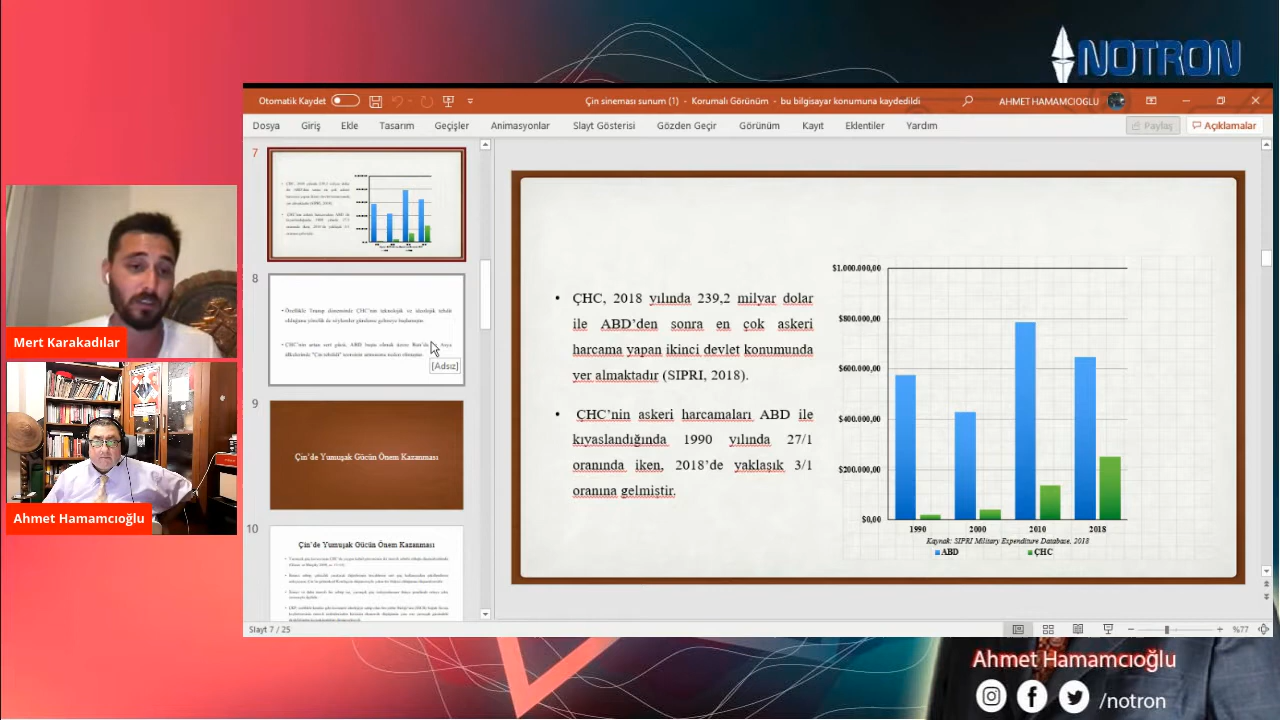 NOTRON
Otomatik Kaydet
Çin sineması sunum (1) - Korumalı Görünüm - bu bilgisayar konumuna kaydedildi
AHMET HAMAMCIOGLU
Dosya Giriş Ekle Tasarım Geçişler Animasyonlar Slayt Gösterisi Gözden Geçir Görünüm Kayıt Eklentiler Yardım
Paylaş
Açıklamalar
7
8
[Adsız]
9
Çin'de Yumuşak Gücün Önem Kazanması
10
Çin'de Yumuşak Gücün Önem Kazanması
• ÇHC, 2018 yılında 239,2 milyar dolar
ile ABD'den sonra en çok askeri
harcama yapan ikinci devlet konumunda
yer almaktadır (SIPRI, 2018).
• ÇHC'nin askeri harcamaları ABD ile
kıyaslandığında 1990 yılında 27/1
oranında iken, 2018'de yaklaşık 3/1
oranına gelmiştir.
$1.000.000,00
$800.000,00
$600.000,00
$400.000,00
$200.000,00
$0,00
1990 2000 2010 2018
Kaynak: SIPRI Military Expenditure Database, 2018
ABD ÇHC
Mert Karakadılar
Ahmet Hamamcıoğlu
Slayt 7 / 25
%77
Ahmet Hamamcıoğlu
/notron